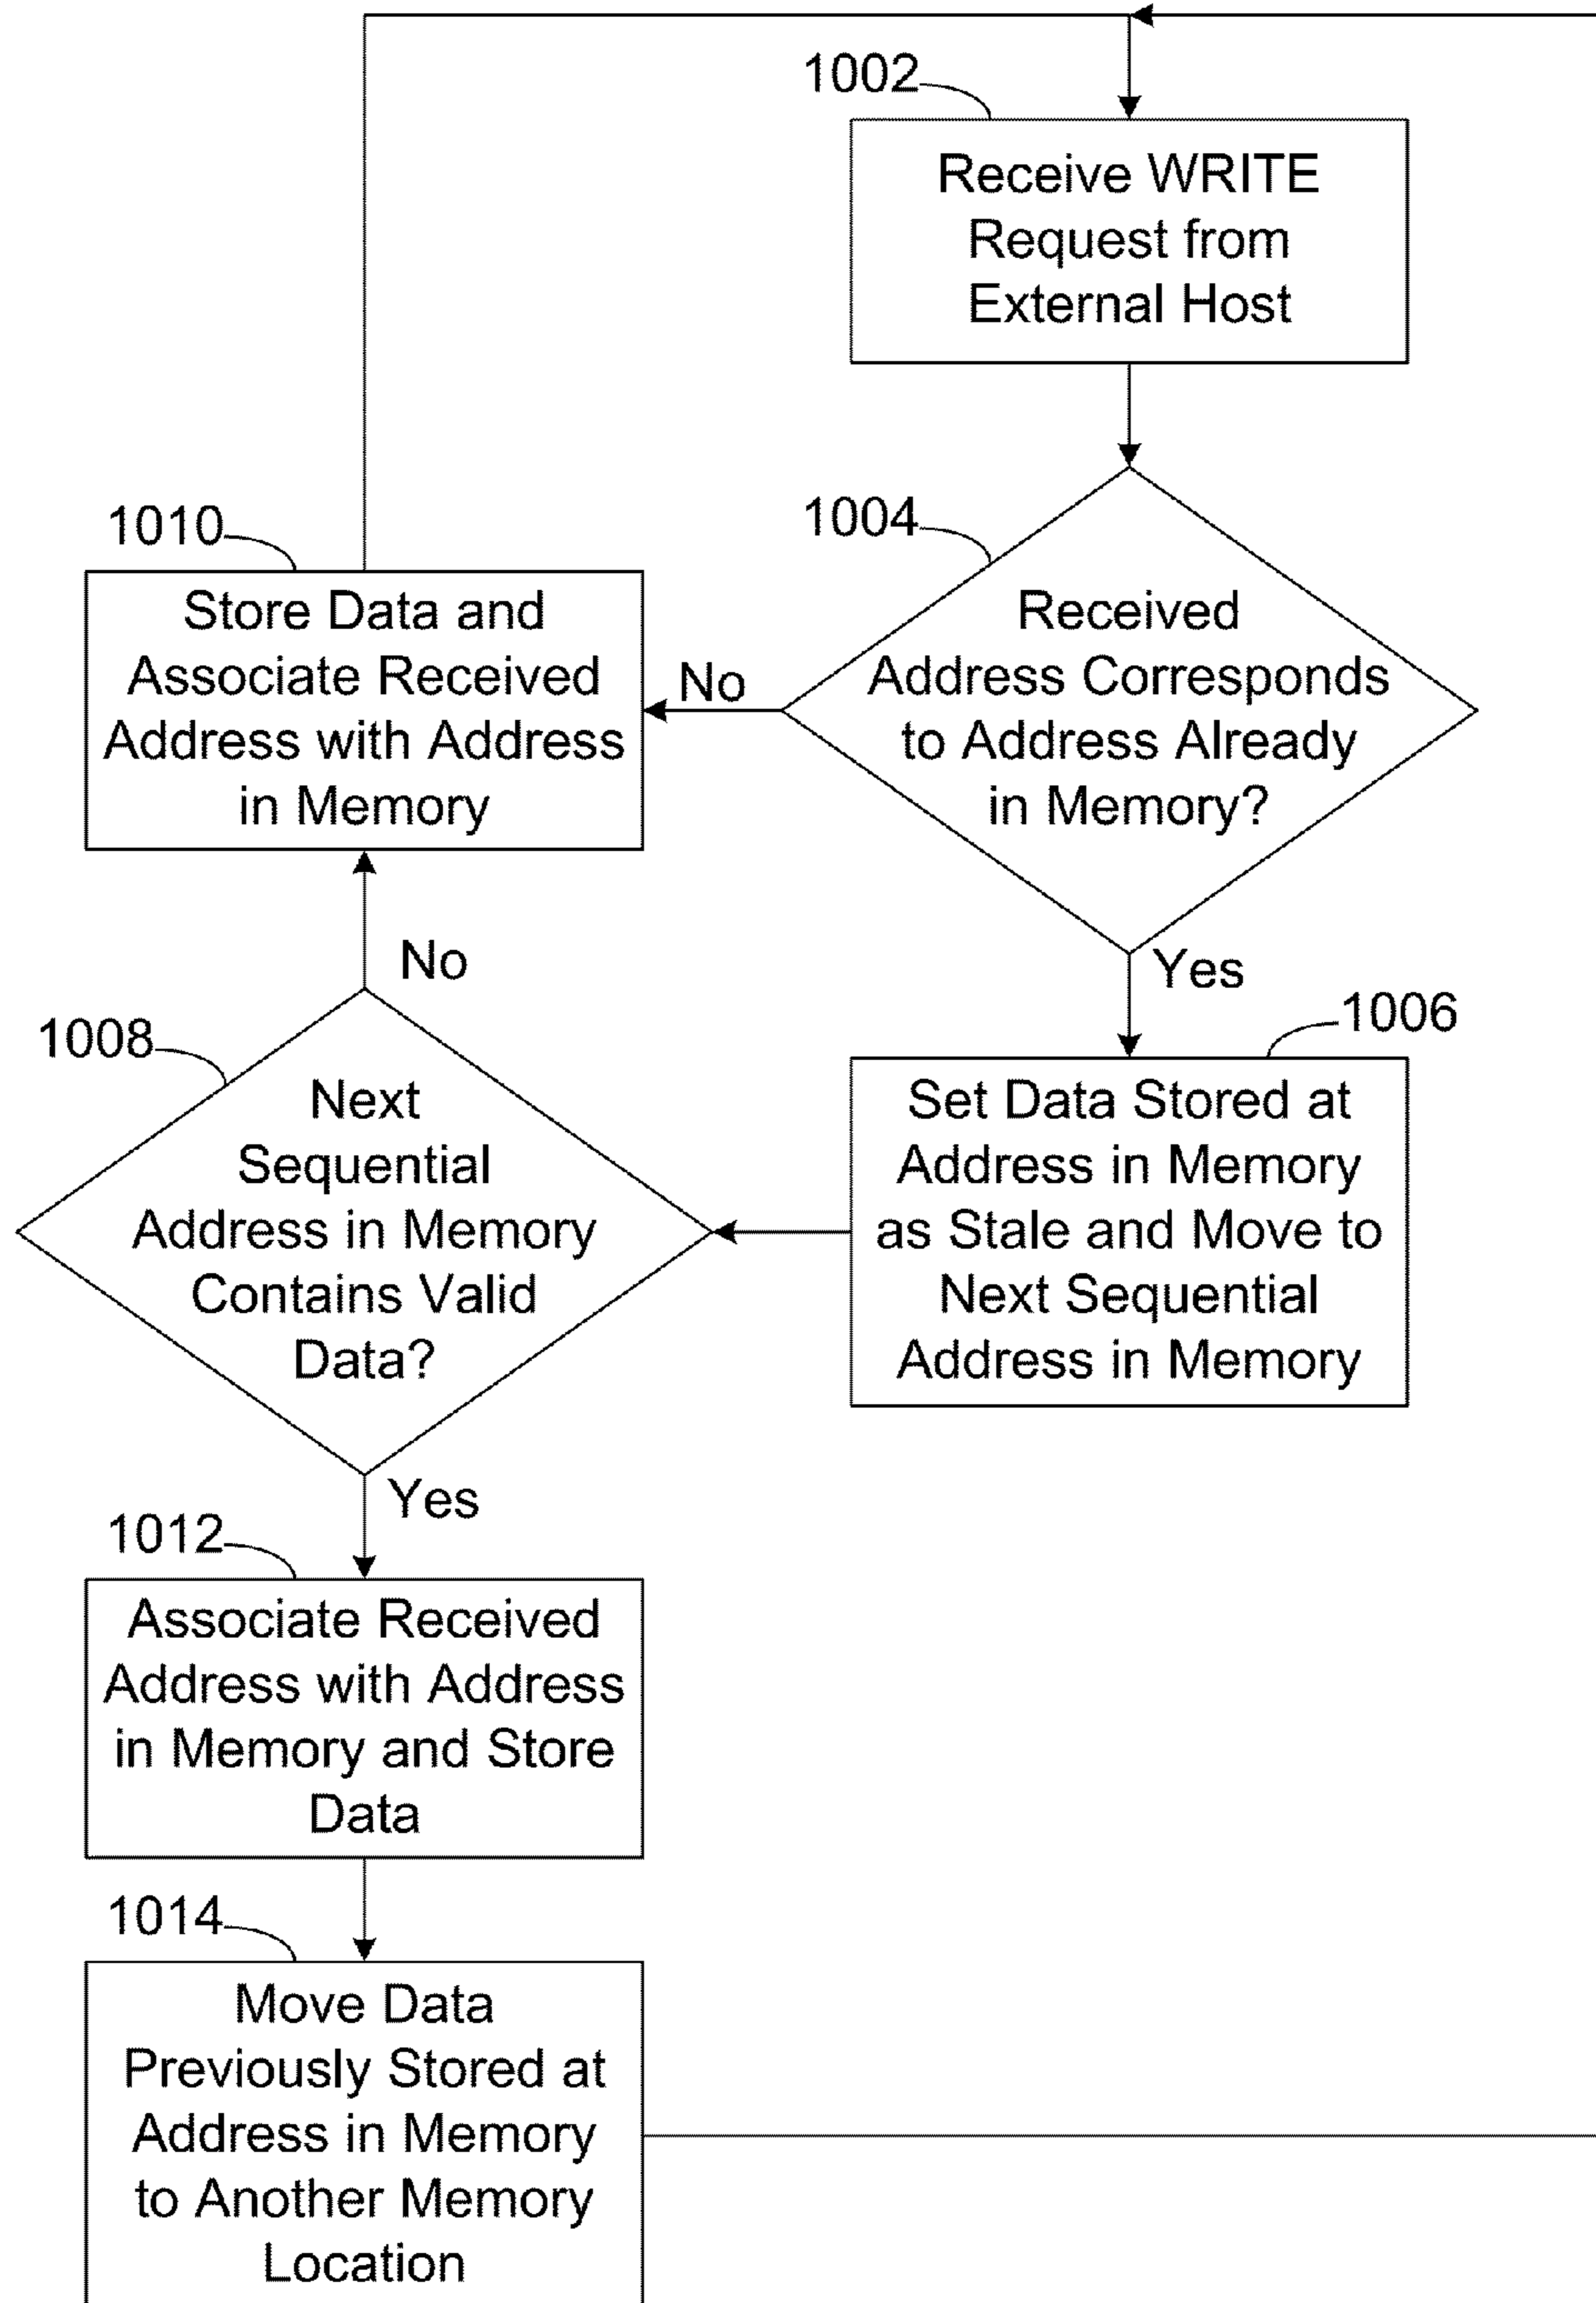 1002
Receive WRITE
Request from
External Host
1004
Received
Address Corresponds
to Address Already
in Memory?
No
Yes
1010
Store Data and
Associate Received
Address with Address
in Memory
No
1006
Set Data Stored at
Address in Memory
as Stale and Move to
Next Sequential
Address in Memory
1008
Next
Sequential
Address in Memory
Contains Valid
Data?
Yes
1012
Associate Received
Address with Address
in Memory and Store
Data
1014
Move Data
Previously Stored at
Address in Memory
to Another Memory
Location